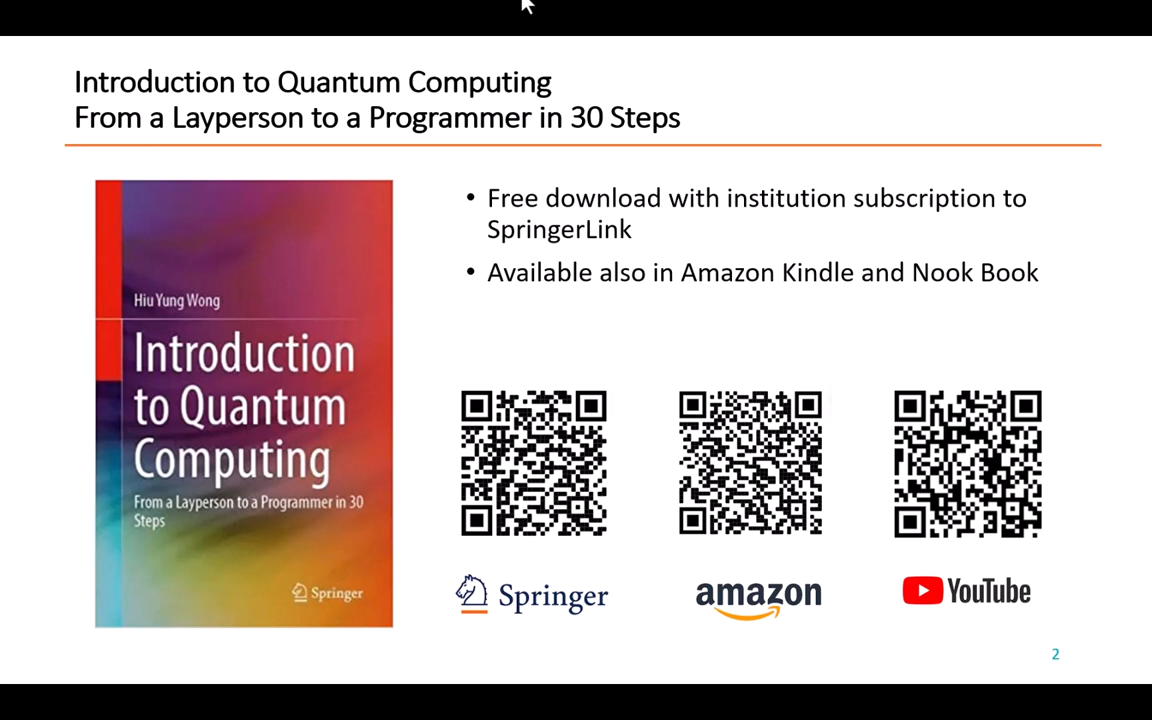 Introduction to Quantum Computing
From a Layperson to a Programmer in 30 Steps
Hiu Yung Wong
Introduction
to Quantum
Computing
From a Layperson to a Programmer in 30
Steps
Springer
• Free download with institution subscription to
SpringerLink
• Available also in Amazon Kindle and Nook Book
Springer
amazon
YouTube
2